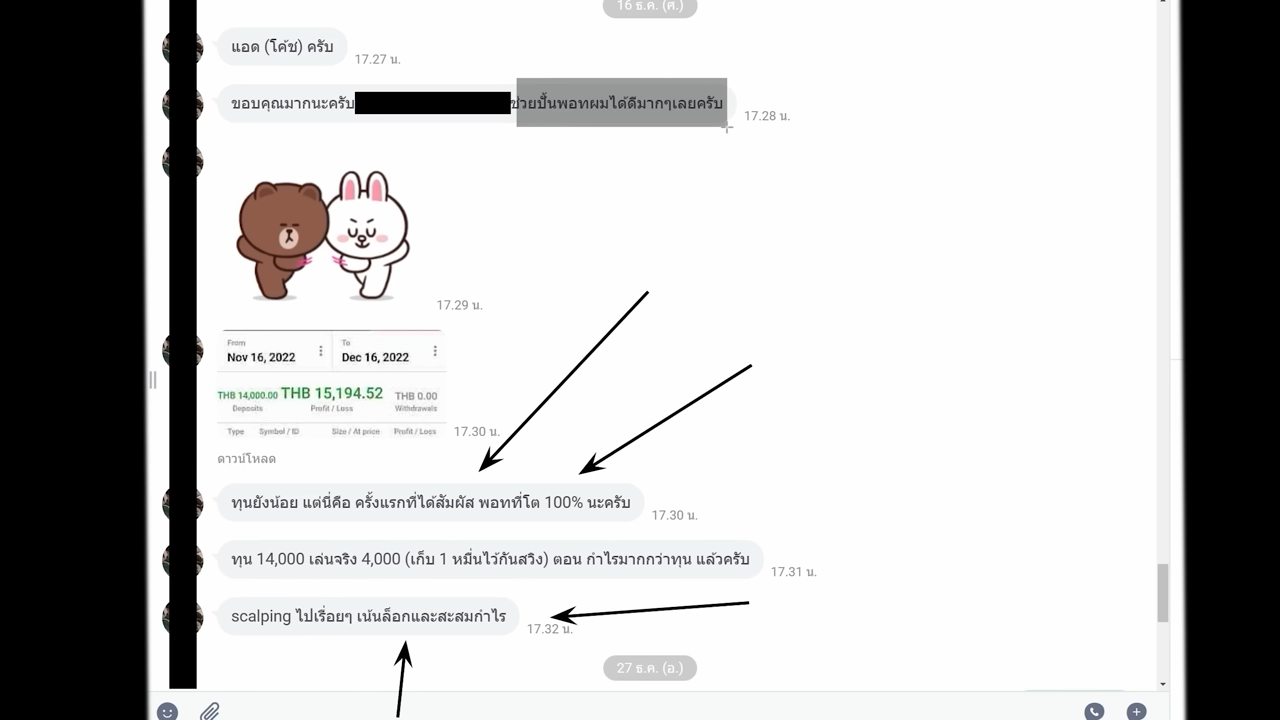 16 ธ.ค. (ศ.)
แอด (โค้ช) ครับ
17.27 น.
ขอบคุณมากนะครับ ช่วยปั้นพอทผมได้ดีมากๆเลยครับ
17.28 น.
17.29 น.
From To
Nov 16, 2022 Dec 16, 2022
THB 14,000.00 THB 15,194.52 THB 0.00
Deposits Profit / Loss Withdrawals
Type Symbol / ID Size / At price Profit / Loss
17.30 น.
ดาวน์โหลด
ทุนยังน้อย แต่นี่คือ ครั้งแรกที่ได้สัมผัส พอทที่โต 100% นะครับ
17.30 น.
ทุน 14,000 เล่นจริง 4,000 (เก็บ 1 หมื่นไว้กันสวิง) ตอน กำไรมากกว่าทุน แล้วครับ
17.31 น.
scalping ไปเรื่อยๆ เน้นล็อกและสะสมกำไร
17.32 น.
27 ธ.ค. (อ.)